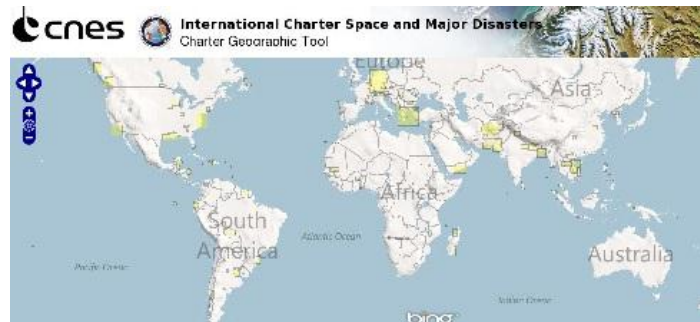 cnes
International Charter Space and Major Disasters
Charter Geographic Tool
Europe
Asia
Africa
South
America
Atlantic Ocean
Australia
Pacific Ocean
Indian Ocean
bing